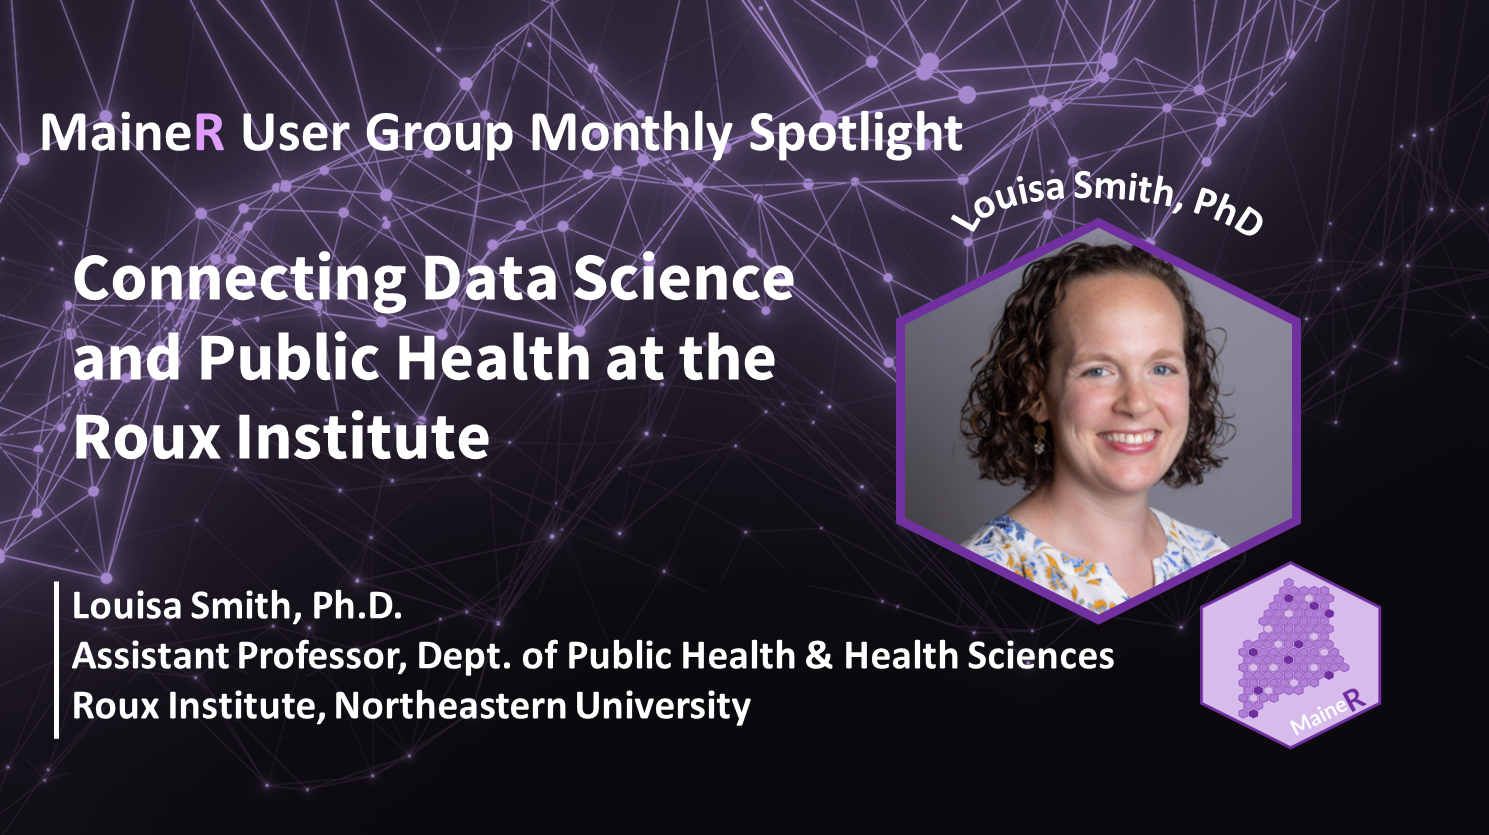 MaineR User Group Monthly Spotlight
Louisa Smith, PhD
Connecting Data Science
and Public Health at the
Roux Institute
Louisa Smith, Ph.D.
Assistant Professor, Dept. of Public Health & Health Sciences
Roux Institute, Northeastern University
MaineR